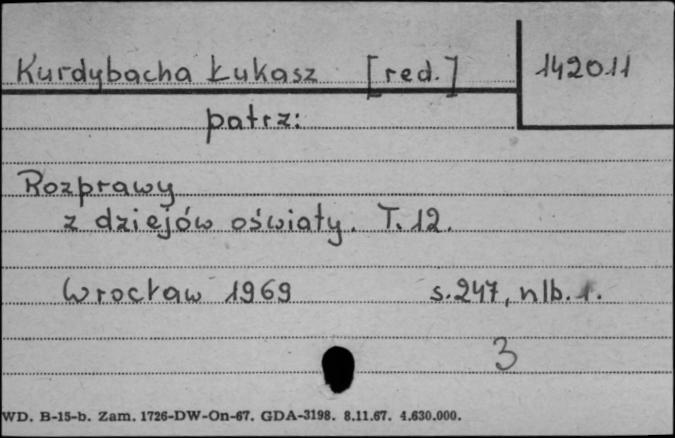 Kurdybacha Łukasz [red.] 142011
patrz:
Rozprawy
z dziejów oświaty. T. 12.
Wrocław 1969 s. 247, nlb. 1.
3
WD. B-15-b. Zam. 1726-DW-On-67. GDA-3198. 8.11.67. 4.630.000.